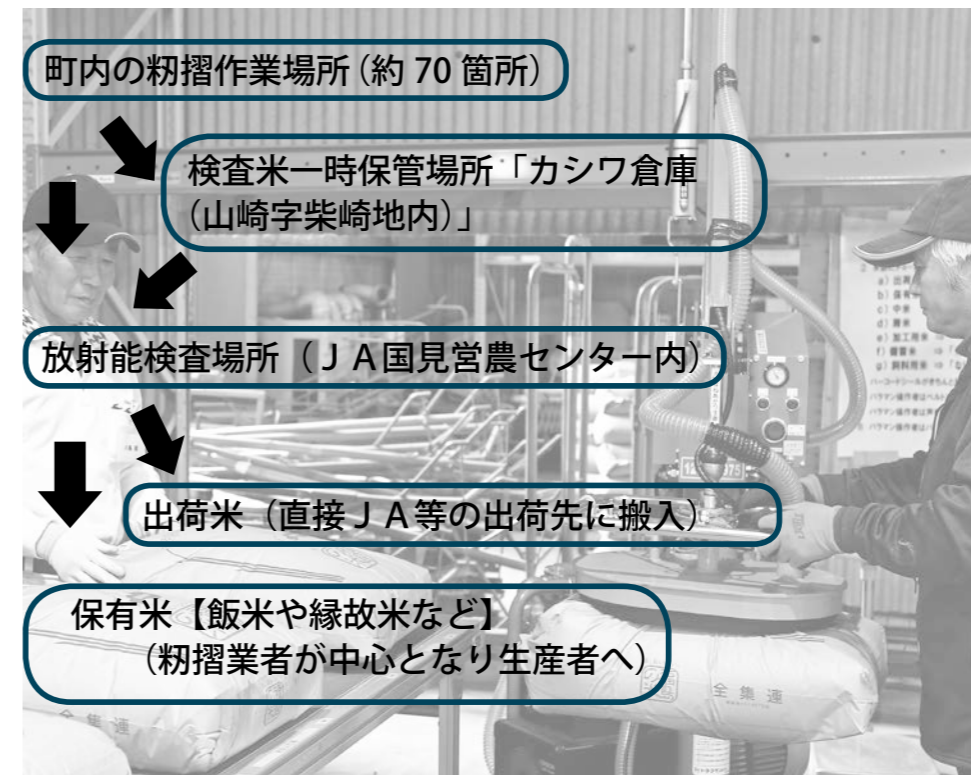 町内の籾摺作業場所（約 70 箇所）
検査米一時保管場所「カシワ倉庫
（山崎字柴崎地内）」
放射能検査場所（ＪＡ国見営農センター内）
出荷米（直接ＪＡ等の出荷先に搬入）
保有米【飯米や縁故米など】
（籾摺業者が中心となり生産者へ）
全集連
全集連